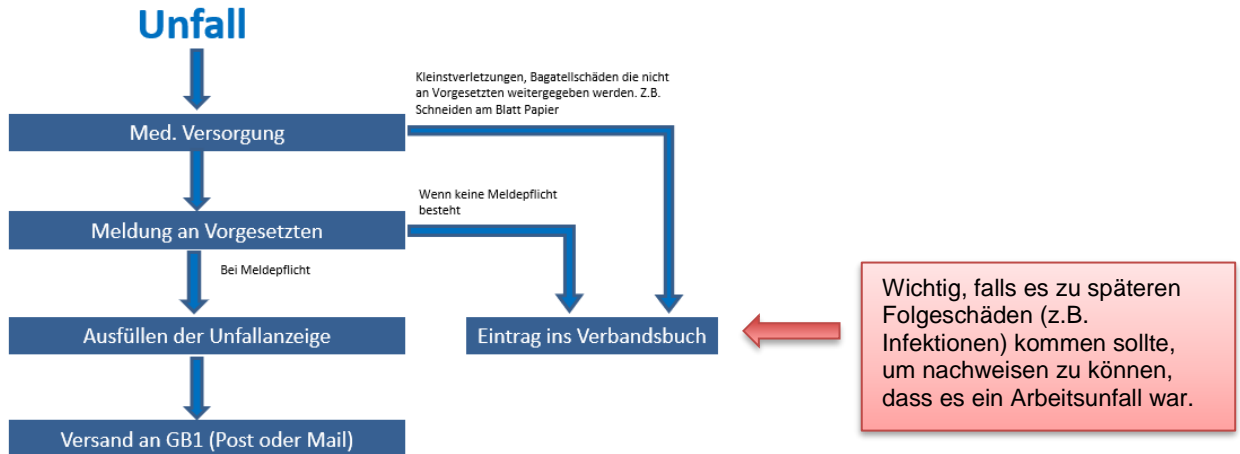 Unfall
Kleinstverletzungen, Bagatellschäden die nicht
an Vorgesetzten weitergegeben werden. Z.B.
Schneiden am Blatt Papier
Med. Versorgung
Wenn keine Meldepflicht
besteht
Meldung an Vorgesetzten
Bei Meldepflicht
Ausfüllen der Unfallanzeige
Eintrag ins Verbandsbuch
Wichtig, falls es zu späteren
Folgeschäden (z.B.
Infektionen) kommen sollte,
um nachweisen zu können,
dass es ein Arbeitsunfall war.
Versand an GB1 (Post oder Mail)